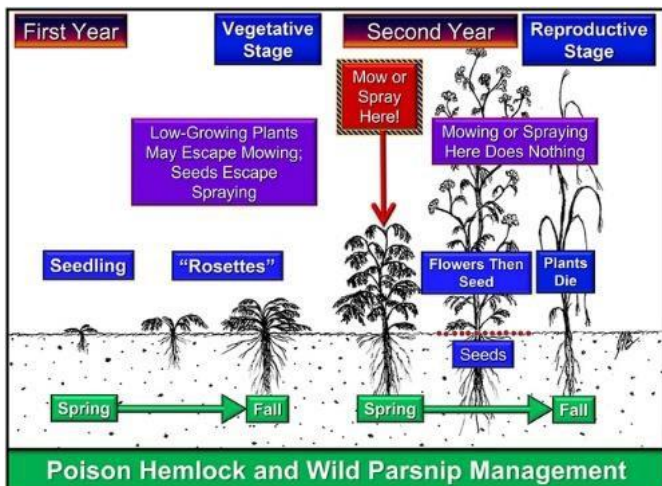 First Year
Vegetative
Stage
Second Year
Reproductive
Stage
Mow or
Spray
Here!
Low-Growing Plants
May Escape Mowing;
Seeds Escape
Spraying
Mowing or Spraying
Here Does Nothing
Seedling
“Rosettes”
Flowers Then
Seed
Plants
Die
Seeds
Spring
Fall
Spring
Fall
Poison Hemlock and Wild Parsnip Management